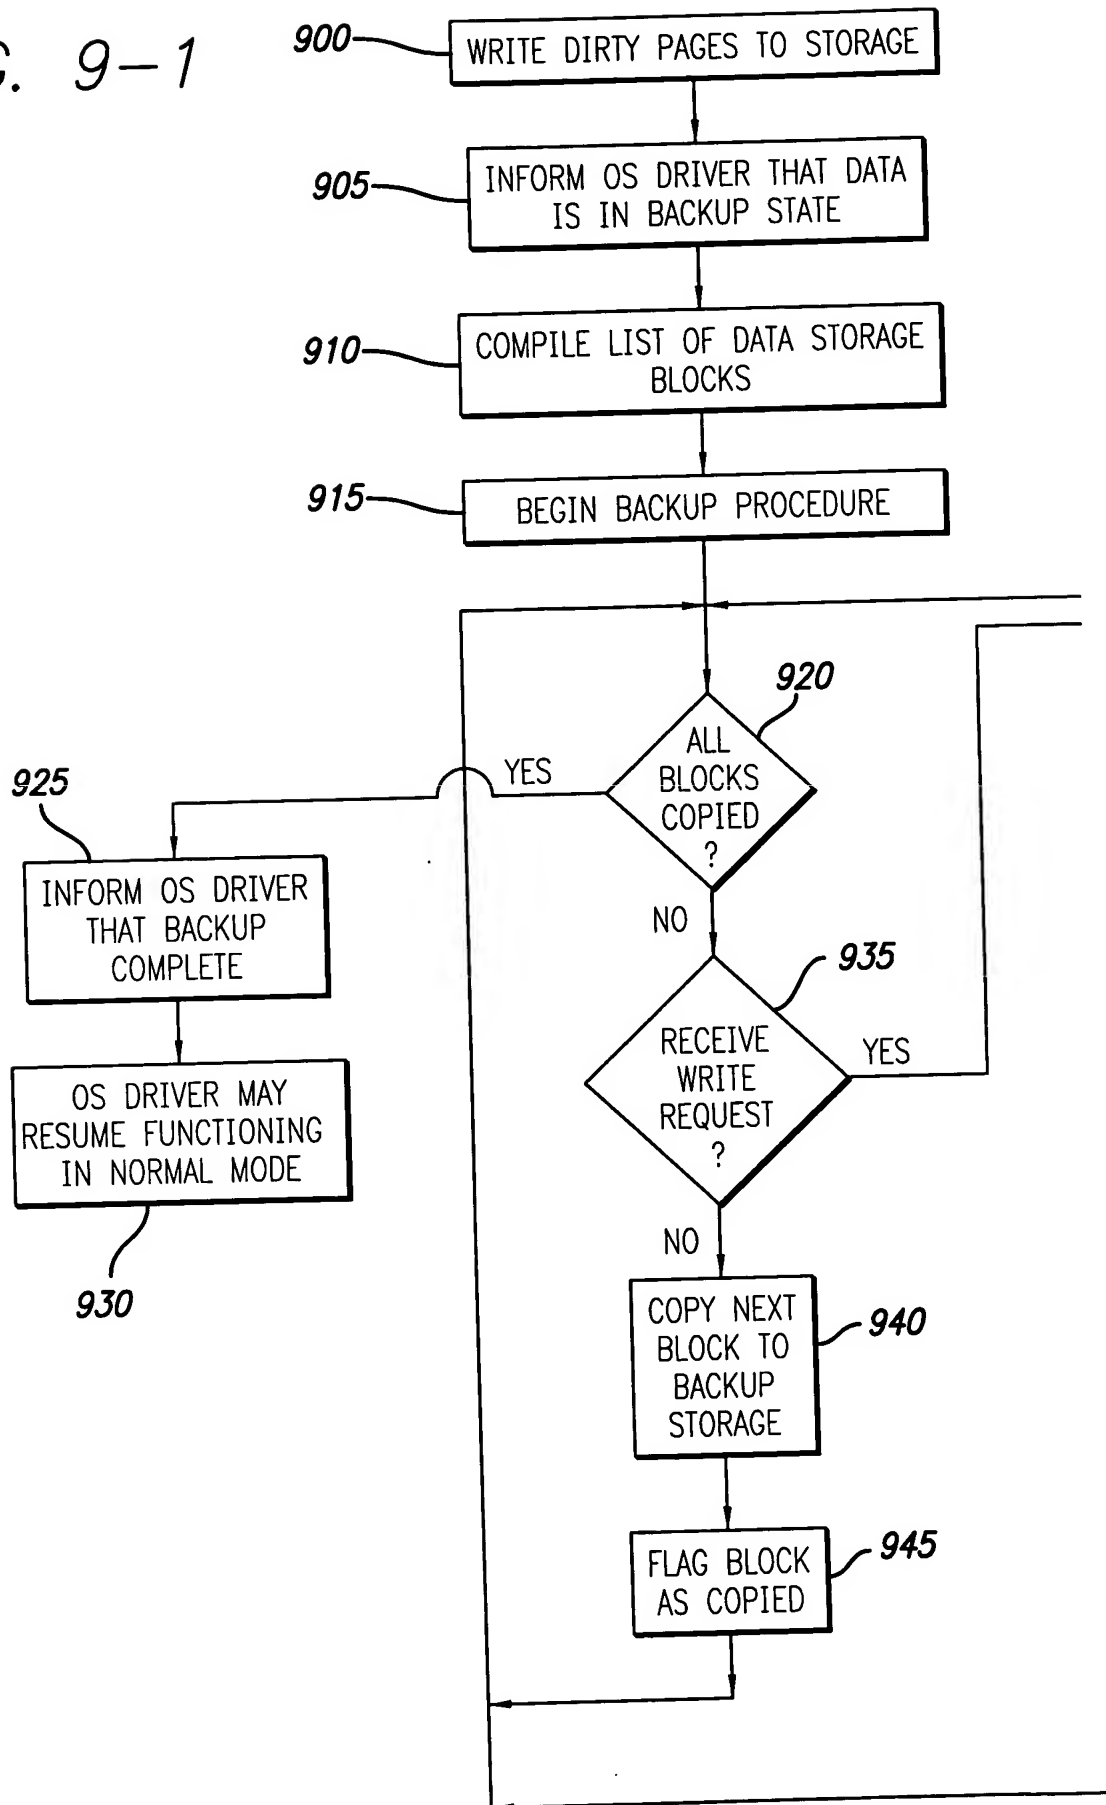 G. 9-1
900
WRITE DIRTY PAGES TO STORAGE
905
INFORM OS DRIVER THAT DATA
IS IN BACKUP STATE
910
COMPILE LIST OF DATA STORAGE
BLOCKS
915
BEGIN BACKUP PROCEDURE
920
ALL
BLOCKS
COPIED
?
YES
925
INFORM OS DRIVER
THAT BACKUP
COMPLETE
NO
935
RECEIVE
WRITE
REQUEST
?
YES
OS DRIVER MAY
RESUME FUNCTIONING
IN NORMAL MODE
930
NO
COPY NEXT
BLOCK TO
BACKUP
STORAGE
940
FLAG BLOCK
AS COPIED
945